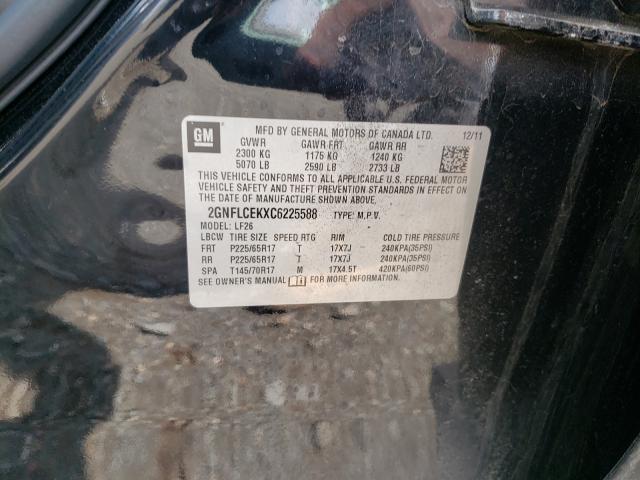 GM
MFD BY GENERAL MOTORS OF CANADA LTD. 12/11
GVWR GAWR FRT GAWR RR
2300 KG 1175 KG 1240 KG
5070 LB 2590 LB 2733 LB
THIS VEHICLE CONFORMS TO ALL APPLICABLE U.S. FEDERAL MOTOR
VEHICLE SAFETY AND THEFT PREVENTION STANDARDS IN EFFECT ON
THE DATE OF MANUFACTURE SHOWN ABOVE.
2GNFLCEKXC6225588 TYPE: M.P.V.
MODEL: LF26
LBCW TIRE SIZE SPEED RTG RIM COLD TIRE PRESSURE
FRT P225/65R17 T 17X7J 240KPA(35PSI)
RR P225/65R17 T 17X7J 240KPA(35PSI)
SPA T145/70R17 M 17X4.5T 420KPA(60PSI)
SEE OWNER'S MANUAL FOR MORE INFORMATION.